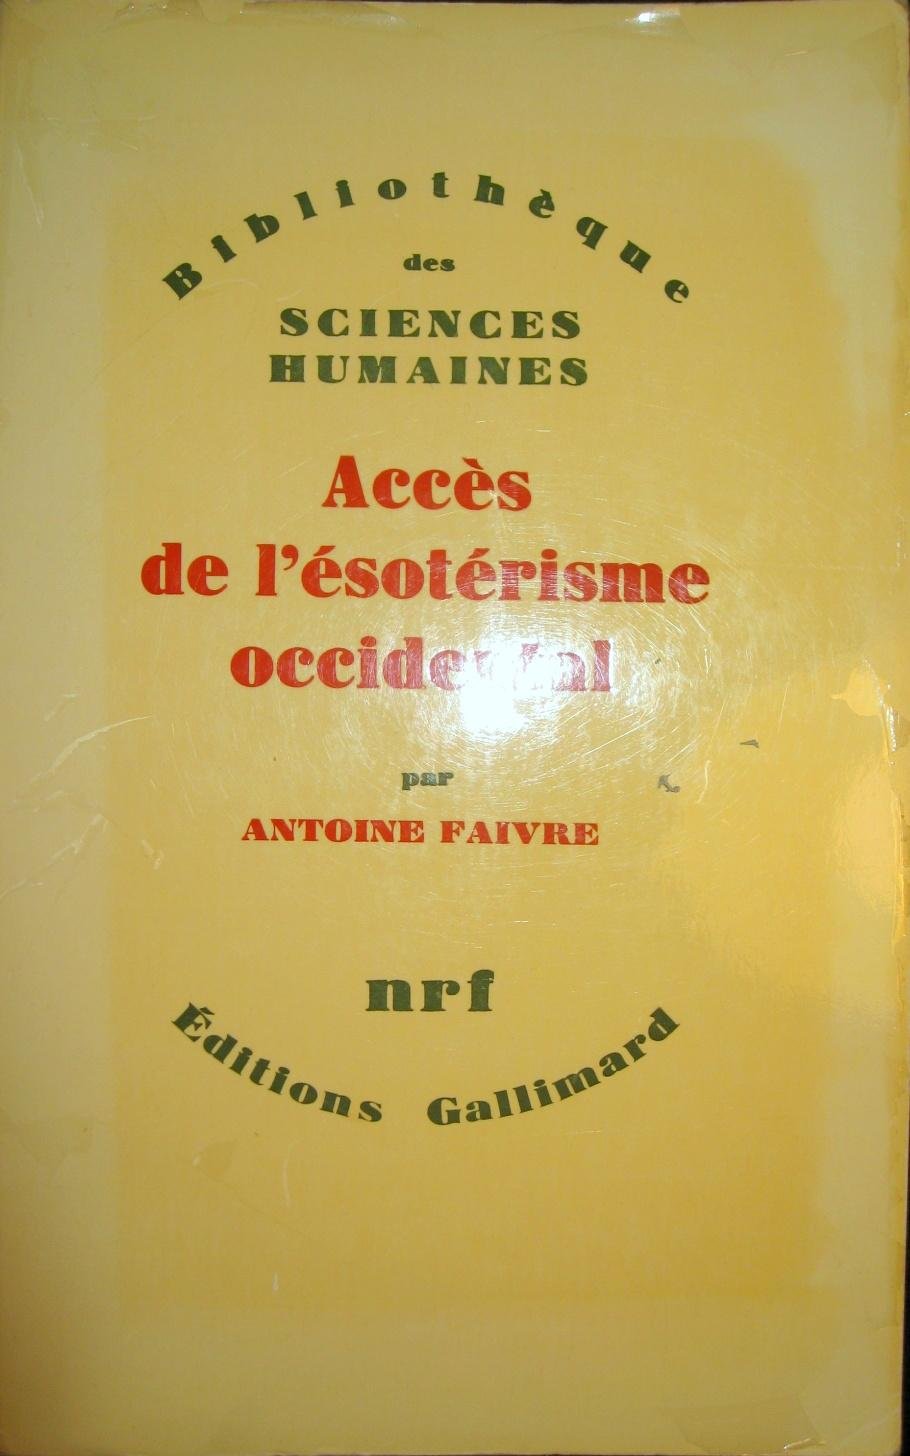 Bibliothèque
des
SCIENCES
HUMAINES
Accès
de l'ésotérisme
occidental
par
ANTOINE FAIVRE
nrf
Éditions Gallimard